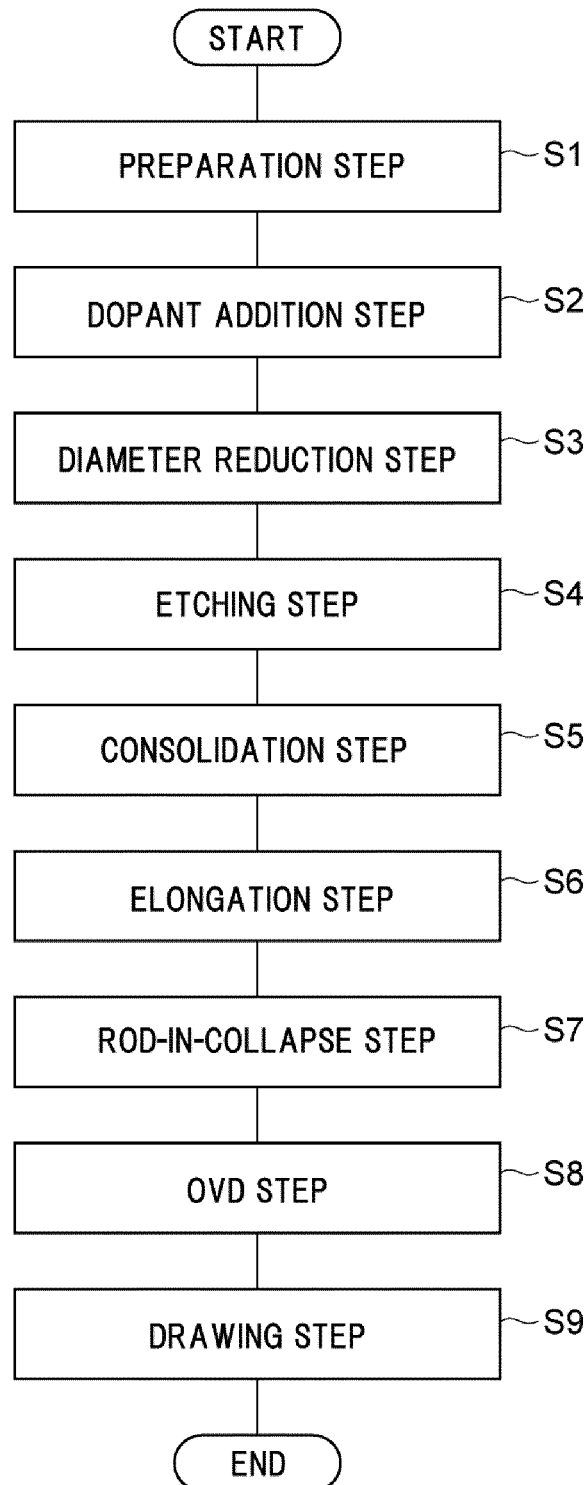 START
PREPARATION STEP
S1
DOPANT ADDITION STEP
S2
DIAMETER REDUCTION STEP
S3
ETCHING STEP
S4
CONSOLIDATION STEP
S5
ELONGATION STEP
S6
ROD-IN-COLLAPSE STEP
S7
OVD STEP
S8
DRAWING STEP
S9
END